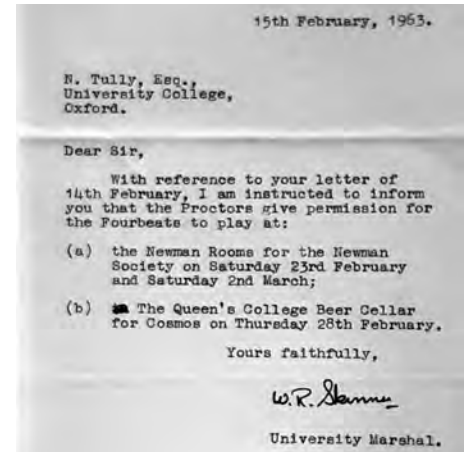 15th February, 1963.
N. Tully, Esq.,
University College,
Oxford.
Dear Sir,
With reference to your letter of
14th February, I am instructed to inform
you that the Proctors give permission for
the Fourbeats to play at:
(a) the Newman Rooms for the Newman
Society on Saturday 23rd February
and Saturday 2nd March;
(b) The Queen's College Beer Cellar
for Cosmos on Thursday 28th February.
Yours faithfully,
W.R. Skinner
University Marshal.